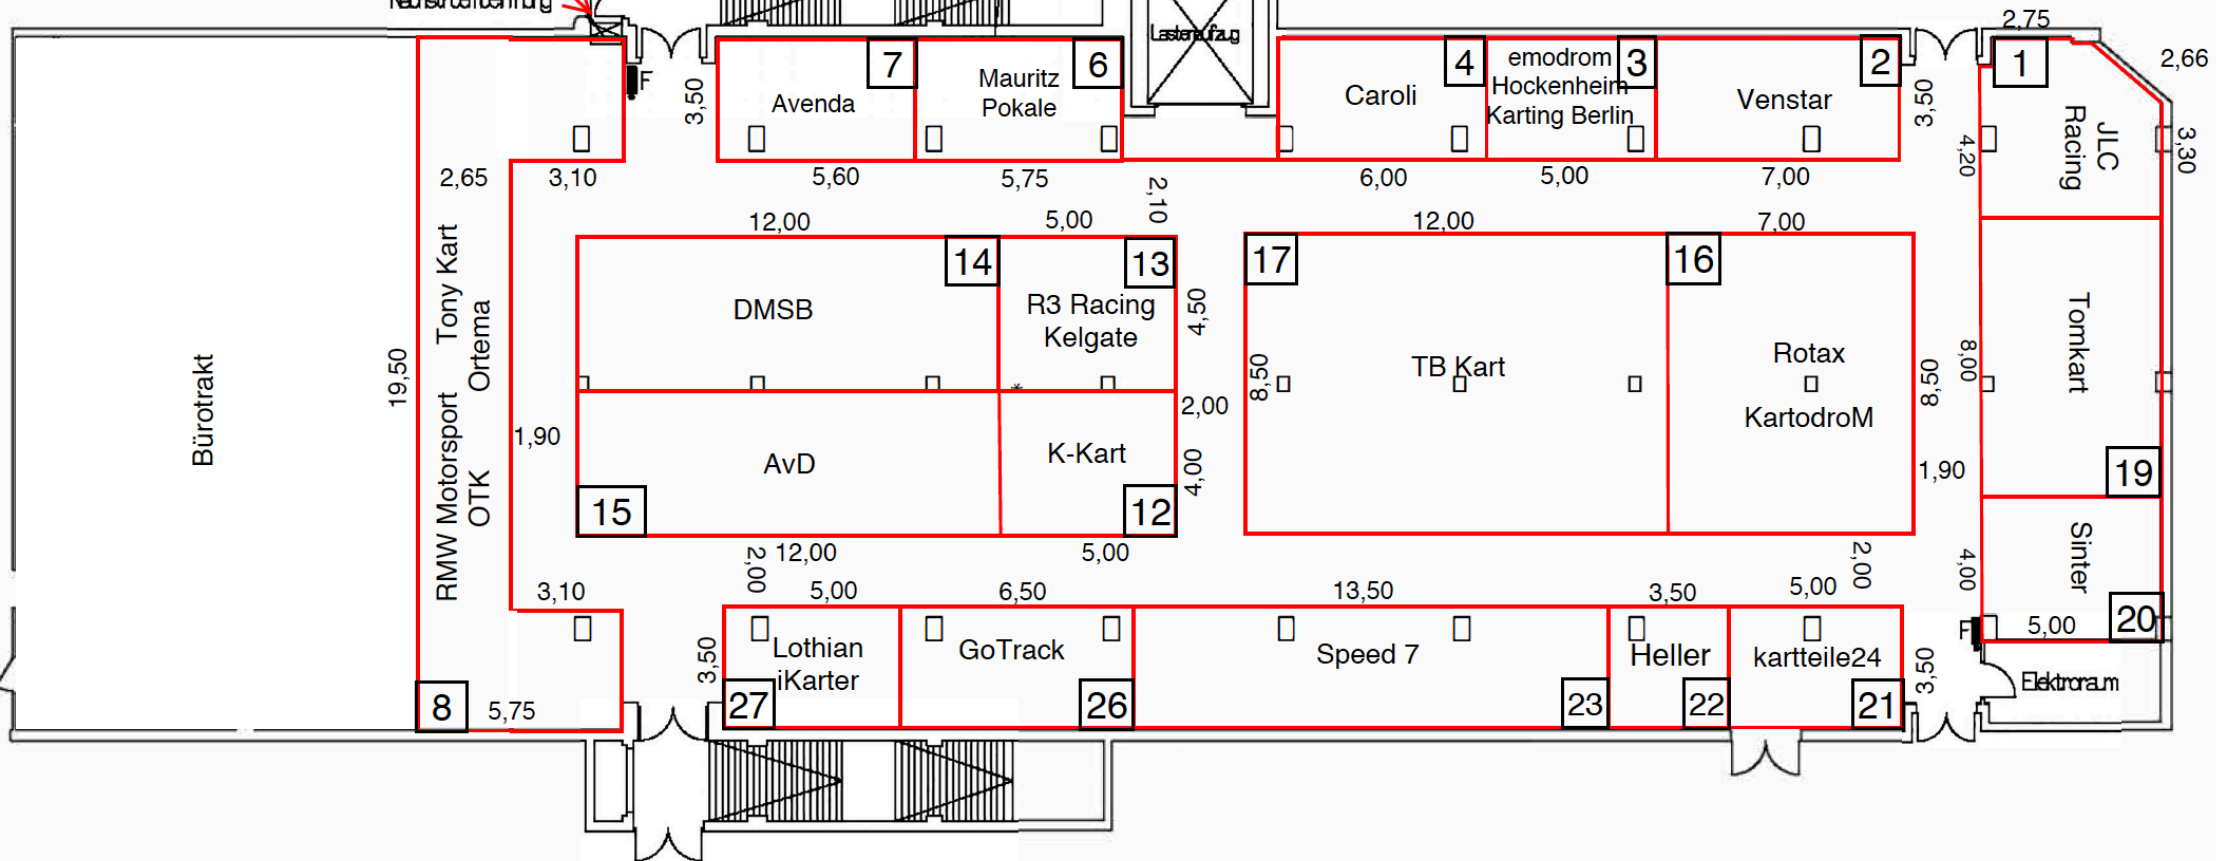 2,75
2,66
7
6
4
3
2
1
F
Avenda
Mauritz
Pokale
Lastenaufzug
Caroli
emodrom
Hockenheim
Karting Berlin
Venstar
JLC
Racing
3,50
3,50
4,20
3,30
2,65
3,10
5,60
5,75
2,10
6,00
5,00
7,00
12,00
5,00
12,00
7,00
14
13
17
16
DMSB
R3 Racing
Kelgate
4,50
TB Kart
Rotax
KartodroM
8,50
8,50
8,00
Tomkart
19
Bürotrakt
19,50
RMW Motorsport Tony Kart
OTK Ortema
1,90
2,00
AvD
K-Kart
4,00
15
12
1,90
12,00
5,00
2,00
2,00
4,00
Sinter
20
5,00
F
3,10
5,00
6,50
13,50
3,50
5,00
3,50
Lothian
iKarter
GoTrack
Speed 7
Heller
kartteile24
3,50
Elektroraum
8
5,75
27
26
23
22
21